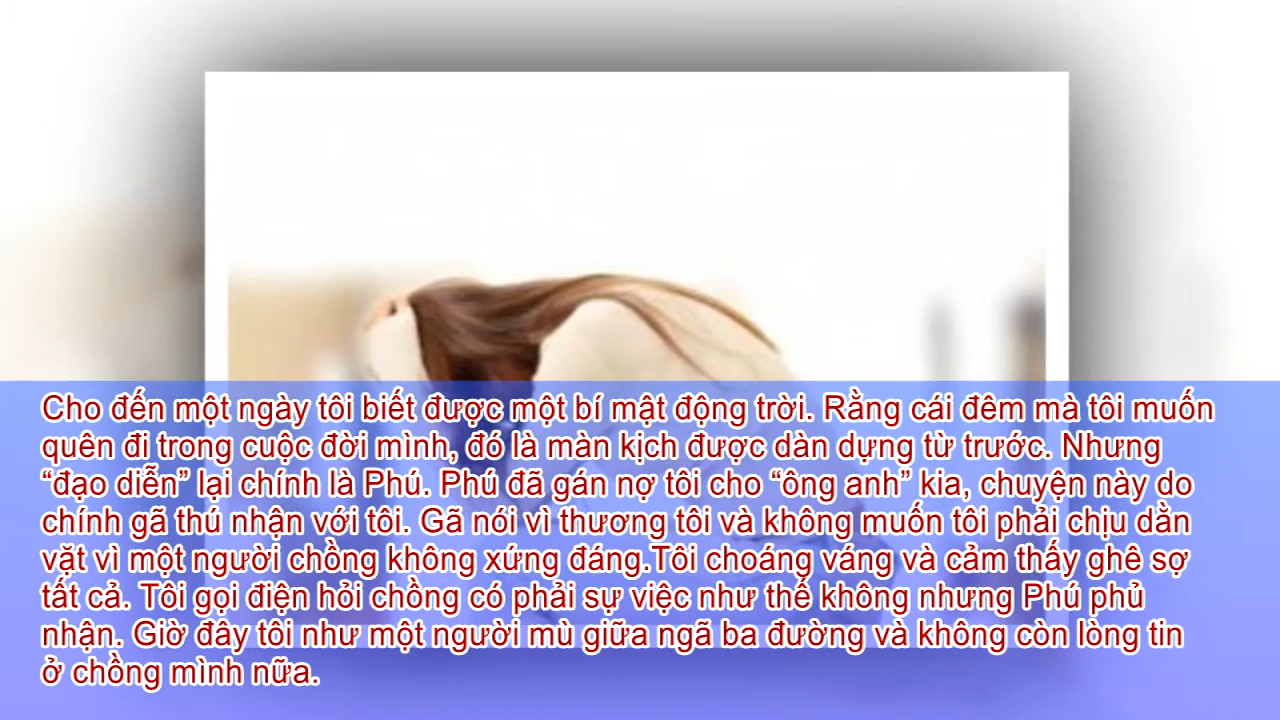 Cho đến một ngày tôi biết được một bí mật động trời. Rằng cái đêm mà tôi muốn
quên đi trong cuộc đời mình, đó là màn kịch được dàn dựng từ trước. Nhưng
“đạo diễn” lại chính là Phú. Phú đã gán nợ tôi cho “ông anh” kia, chuyện này do
chính gã thú nhận với tôi. Gã nói vì thương tôi và không muốn tôi phải chịu dằn
vặt vì một người chồng không xứng đáng.Tôi choáng váng và cảm thấy ghê sợ
tất cả. Tôi gọi điện hỏi chồng có phải sự việc như thế không nhưng Phú phủ
nhận. Giờ đây tôi như một người mù giữa ngã ba đường và không còn lòng tin
ở chồng mình nữa.